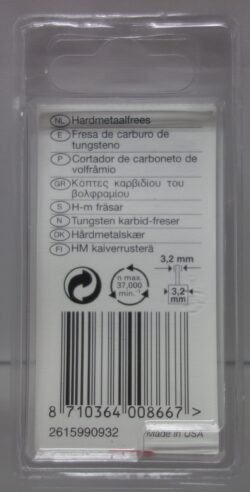 NL Hardmetaalfrees
E Fresa de carburo de
tungsteno
P Cortador de carboneto de
volfrâmio
GR Κόπτες καρβιδίου του
βολφραμίου
S H-m fräsar
N Tungsten karbid-freser
DK Hårdmetalskær
FI HM kaiverrusterä
3,2 mm
n max.
37,000
min.⁻¹
3,2
mm
8 710364 008667 >
2615990932 Made in USA